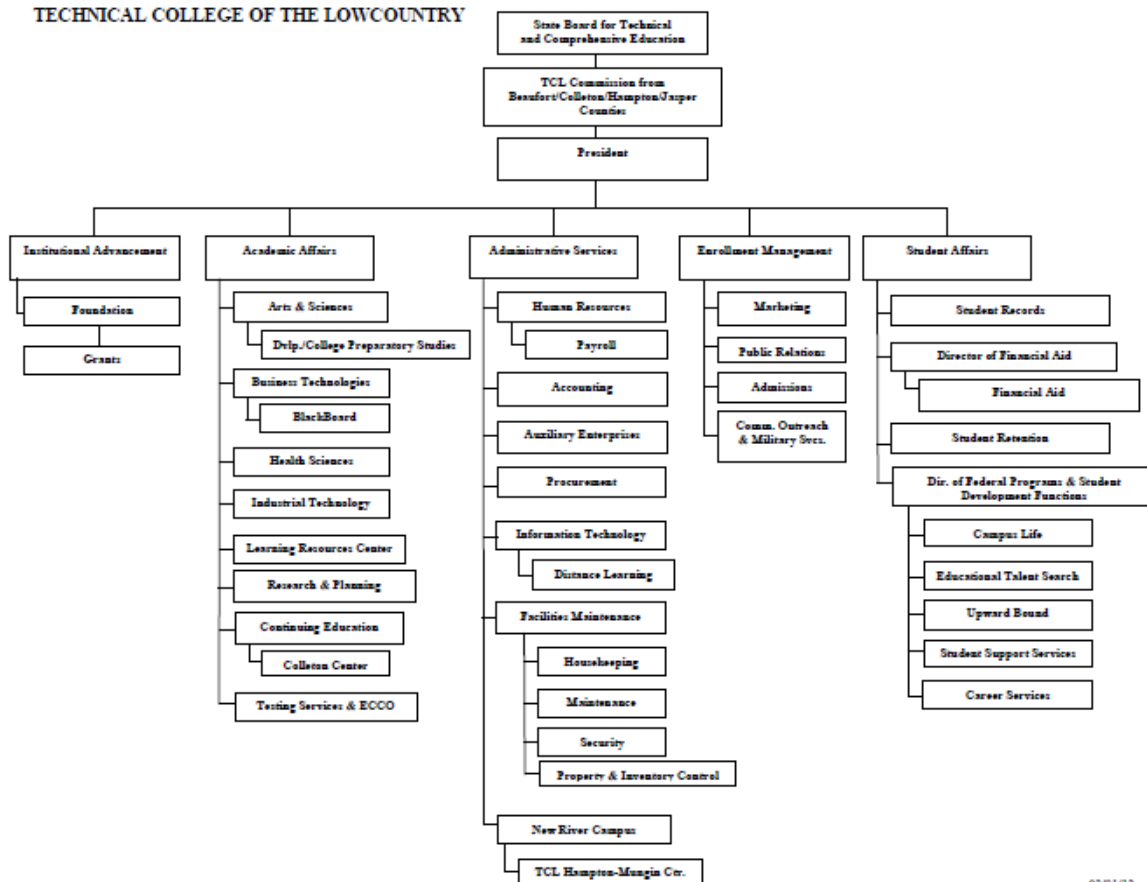 TECHNICAL COLLEGE OF THE LOWCOUNTRY
State Board for Technical
and Comprehensive Education
TCL Commission from
Beaufort/Colleton/Hampton/Jasper
Counties
President
Institutional Advancement
Foundation
Grants
Academic Affairs
Arts & Sciences
Dvlp./College Preparatory Studies
Business Technologies
BlackBoard
Health Sciences
Industrial Technology
Learning Resources Center
Research & Planning
Continuing Education
Colleton Center
Testing Services & ECCO
Administrative Services
Human Resources
Payroll
Accounting
Auxiliary Enterprises
Procurement
Information Technology
Distance Learning
Facilities Maintenance
Housekeeping
Maintenance
Security
Property & Inventory Control
New River Campus
TCL Hampton-Mungin Ctr.
Enrollment Management
Marketing
Public Relations
Admissions
Comm. Outreach
& Military Svcs.
Student Affairs
Student Records
Director of Financial Aid
Financial Aid
Student Retention
Dir. of Federal Programs & Student
Development Functions
Campus Life
Educational Talent Search
Upward Bound
Student Support Services
Career Services